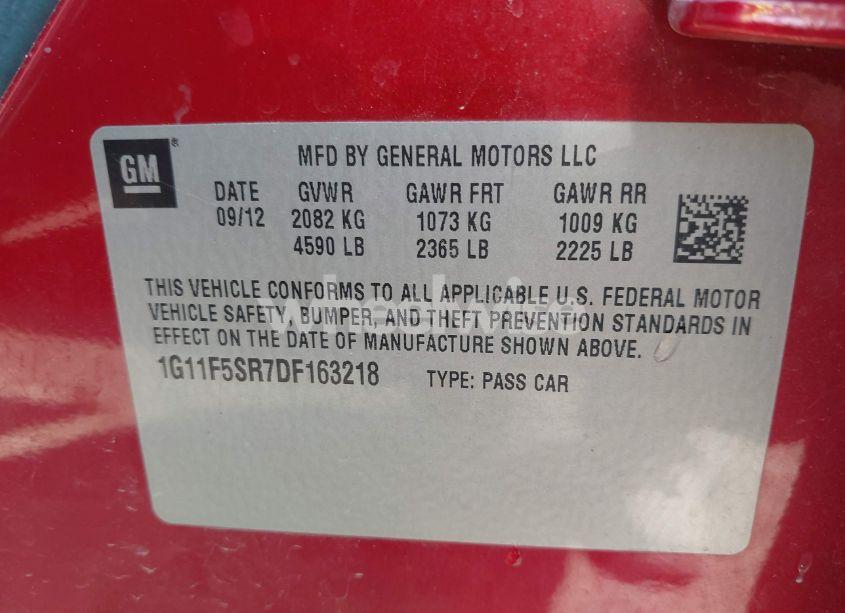 GM
MFD BY GENERAL MOTORS LLC
DATE GVWR GAWR FRT GAWR RR
09/12 2082 KG 1073 KG 1009 KG
4590 LB 2365 LB 2225 LB
THIS VEHICLE CONFORMS TO ALL APPLICABLE U.S. FEDERAL MOTOR
VEHICLE SAFETY, BUMPER, AND THEFT PREVENTION STANDARDS IN
EFFECT ON THE DATE OF MANUFACTURE SHOWN ABOVE.
1G11F5SR7DF163218 TYPE: PASS CAR